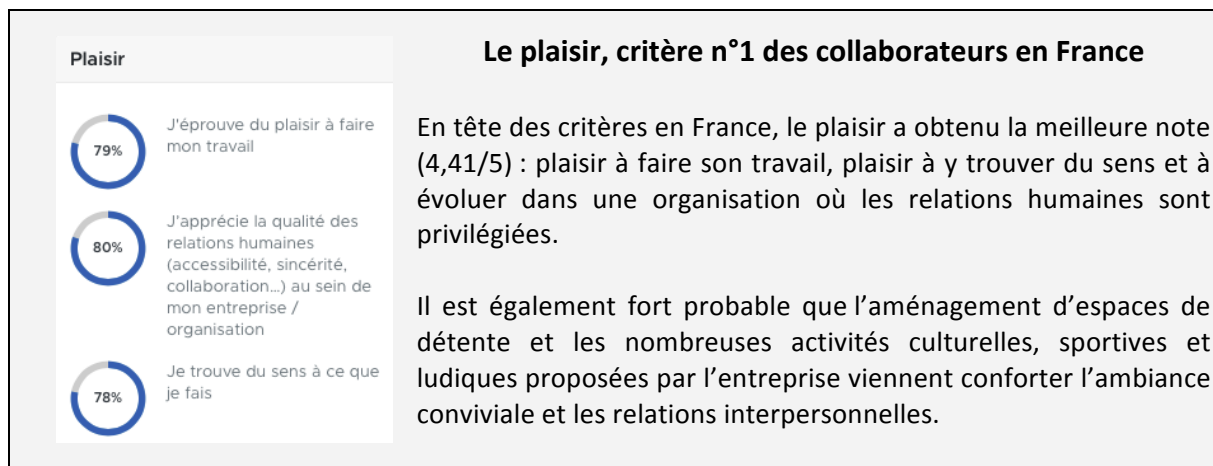 Plaisir
79%
J'éprouve du plaisir à faire
mon travail
80%
J'apprécie la qualité des
relations humaines
(accessibilité, sincérité,
collaboration...) au sein de
mon entreprise /
organisation
78%
Je trouve du sens à ce que
je fais
Le plaisir, critère n°1 des collaborateurs en France
En tête des critères en France, le plaisir a obtenu la meilleure note
(4,41/5) : plaisir à faire son travail, plaisir à y trouver du sens et à
évoluer dans une organisation où les relations humaines sont
privilégiées.
Il est également fort probable que l'aménagement d'espaces de
détente et les nombreuses activités culturelles, sportives et
ludiques proposées par l'entreprise viennent conforter l'ambiance
conviviale et les relations interpersonnelles.